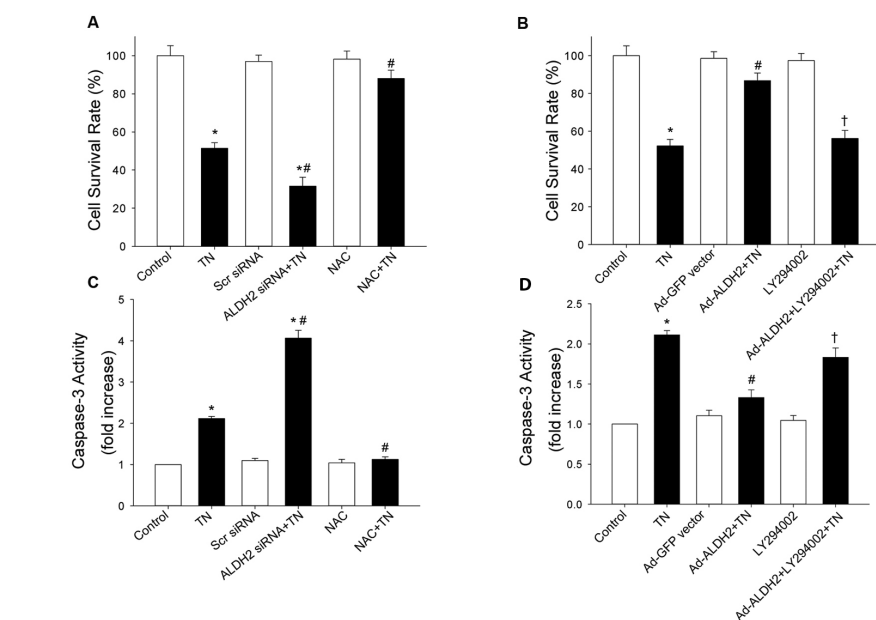 A
Cell Survival Rate (%)
100
80
60
40
20
0
*
*#
#
Control
TN
Scr siRNA
ALDH2 siRNA+TN
NAC
NAC+TN
B
Cell Survival Rate (%)
100
80
60
40
20
0
*
#
†
Control
TN
Ad-GFP vector
Ad-ALDH2+TN
LY294002
Ad-ALDH2+LY294002+TN
C
Caspase-3 Activity
(fold increase)
5
4
3
2
1
0
*
* #
#
Control
TN
Scr siRNA
ALDH2 siRNA+TN
NAC
NAC+TN
D
Caspase-3 Activity
(fold increase)
2.5
2.0
1.5
1.0
0.5
0.0
*
#
†
Control
TN
Ad-GFP vector
Ad-ALDH2+TN
LY294002
Ad-ALDH2+LY294002+TN